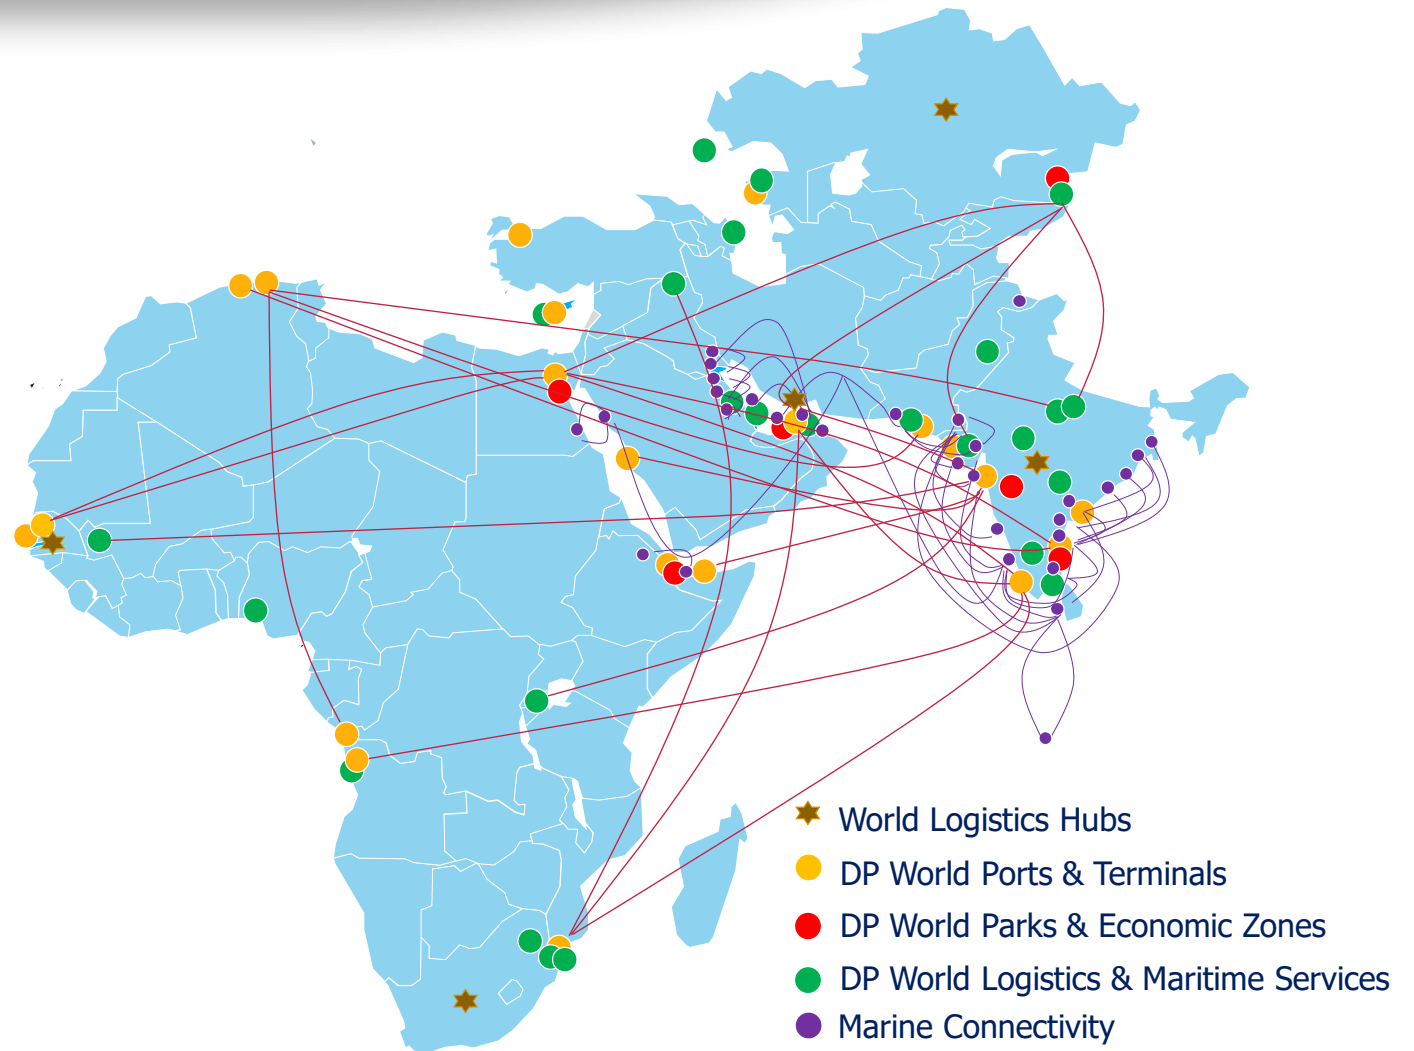 World Logistics Hubs
DP World Ports & Terminals
DP World Parks & Economic Zones
DP World Logistics & Maritime Services
Marine Connectivity